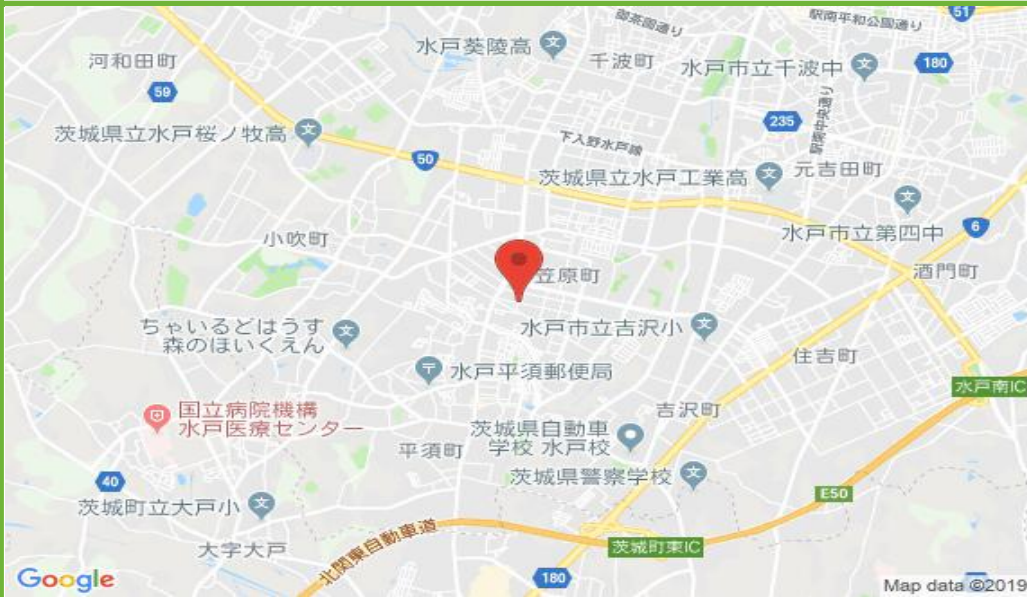 御茶園通り
駅南平和公園通り
51
水戸葵陵高
千波町
水戸市立千波中
180
河和田町
59
235
駅南中央通り
茨城県立水戸桜ノ牧高
下入野水戸線
50
茨城県立水戸工業高
元吉田町
水戸市立第四中
6
小吹町
笠原町
酒門町
ちゃいるどはうす
森のほいくえん
水戸市立吉沢小
住吉町
水戸平須郵便局
水戸南IC
国立病院機構
水戸医療センター
吉沢町
茨城県自動車
学校 水戸校
平須町
茨城県警察学校
40
E50
茨城町立大戸小
大字大戸
北関東自動車道
茨城町東IC
180
Google
Map data ©2019